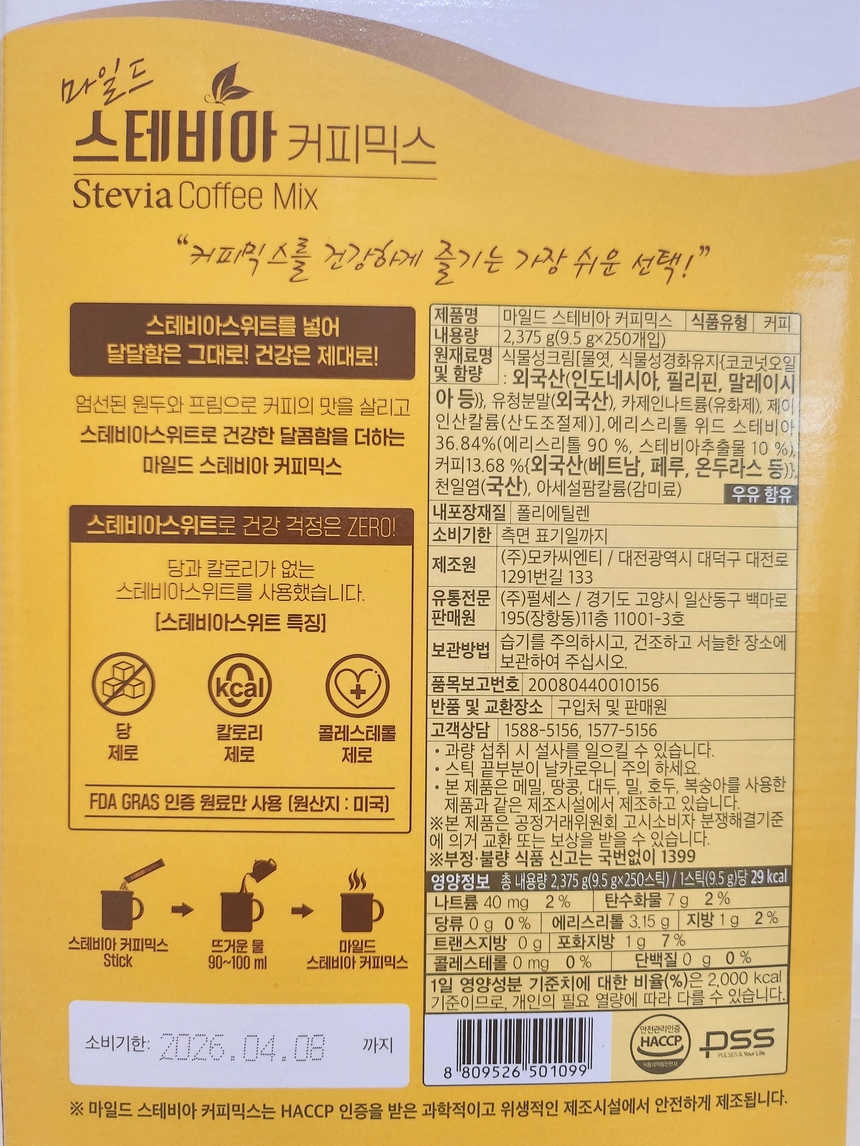 마일드
스테비아 커피믹스
Stevia Coffee Mix
“커피믹스를 건강하게 즐기는 가장 쉬운 선택!”
스테비아스위트를 넣어
달달함은 그대로! 건강은 제대로!
엄선된 원두와 프림으로 커피의 맛을 살리고
스테비아스위트로 건강한 달콤함을 더하는
마일드 스테비아 커피믹스
스테비아스위트로 건강 걱정은 ZERO!
당과 칼로리가 없는
스테비아스위트를 사용했습니다.
[스테비아스위트 특징]
0 kcal
당 제로
칼로리 제로
콜레스테롤 제로
FDA GRAS 인증 원료만 사용 (원산지 : 미국)
스테비아 커피믹스 Stick
뜨거운 물 90~100 ml
마일드 스테비아 커피믹스
소비기한: 2026.04.08 까지
제품명 마일드 스테비아 커피믹스 식품유형 커피
내용량 2,375 g(9.5 g×250개입)
원재료명 및 함량 식물성크림[물엿, 식물성경화유지{코코넛오일
: 외국산(인도네시아, 필리핀, 말레이시
아 등)}, 유청분말(외국산), 카제인나트륨(유화제), 제이
인산칼륨(산도조절제)], 에리스리톨 위드 스테비아
36.84%(에리스리톨 90 %, 스테비아추출물 10 %),
커피13.68 %{외국산(베트남, 페루, 온두라스 등)},
천일염(국산), 아세설팜칼륨(감미료) 우유 함유
내포장재질 폴리에틸렌
소비기한 측면 표기일까지
제조원 (주)모카씨엔티 / 대전광역시 대덕구 대전로
1291번길 133
유통전문판매원 (주)펄세스 / 경기도 고양시 일산동구 백마로
195(장항동)11층 11001-3호
보관방법 습기를 주의하시고, 건조하고 서늘한 장소에
보관하여 주십시오.
품목보고번호 20080440010156
반품 및 교환장소 구입처 및 판매원
고객상담 1588-5156, 1577-5156
• 과량 섭취 시 설사를 일으킬 수 있습니다.
• 스틱 끝부분이 날카로우니 주의 하세요.
• 본 제품은 메밀, 땅콩, 대두, 밀, 호두, 복숭아를 사용한
제품과 같은 제조시설에서 제조하고 있습니다.
※본 제품은 공정거래위원회 고시소비자 분쟁해결기준
에 의거 교환 또는 보상을 받을 수 있습니다.
※부정·불량 식품 신고는 국번없이 1399
영양정보 총 내용량 2,375 g(9.5 g×250스틱) / 1스틱(9.5 g)당 29 kcal
나트륨 40 mg 2% 탄수화물 7 g 2%
당류 0 g 0% 에리스리톨 3.15 g 지방 1 g 2%
트랜스지방 0 g 포화지방 1 g 7%
콜레스테롤 0 mg 0% 단백질 0 g 0%
1일 영양성분 기준치에 대한 비율(%)은 2,000 kcal
기준이므로, 개인의 필요 열량에 따라 다를 수 있습니다.
8 809526 501099
안전관리인증
HACCP
식품의약품안전처
PSS
PULSES & Your Life
※ 마일드 스테비아 커피믹스는 HACCP 인증을 받은 과학적이고 위생적인 제조시설에서 안전하게 제조됩니다.